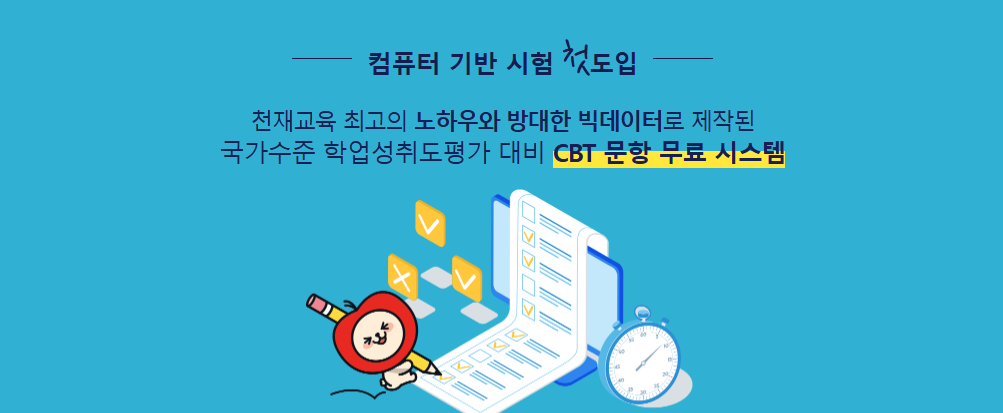 컴퓨터 기반 시험 첫도입
천재교육 최고의 노하우와 방대한 빅데이터로 제작된
국가수준 학업성취도평가 대비 CBT 문항 무료 시스템